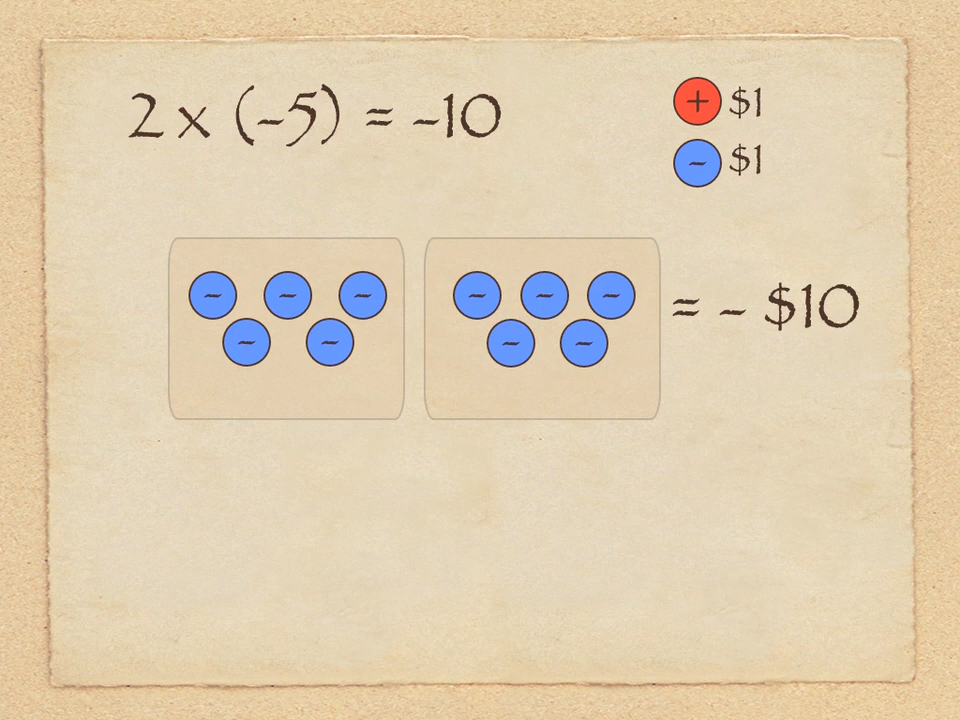 2 x (-5) = -10
+ $1
- $1
- - - - - -
- - - -
= - $10